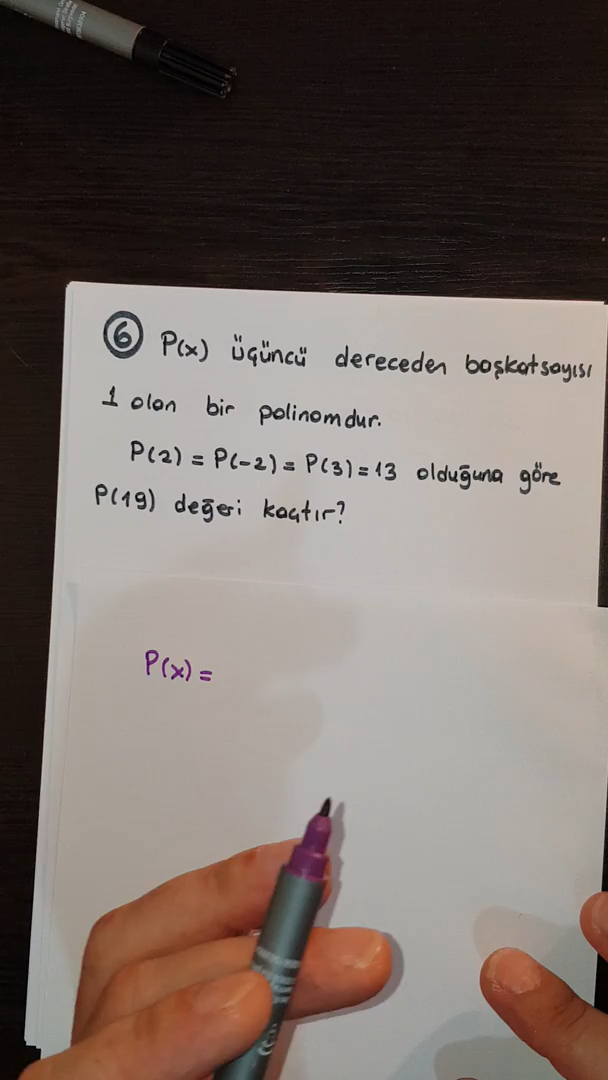 6 P(x) üçüncü dereceden başkatsayısı
1 olan bir polinomdur.
P(2) = P(-2) = P(3) = 13 olduğuna göre
P(19) değeri kaçtır?
P(x) =